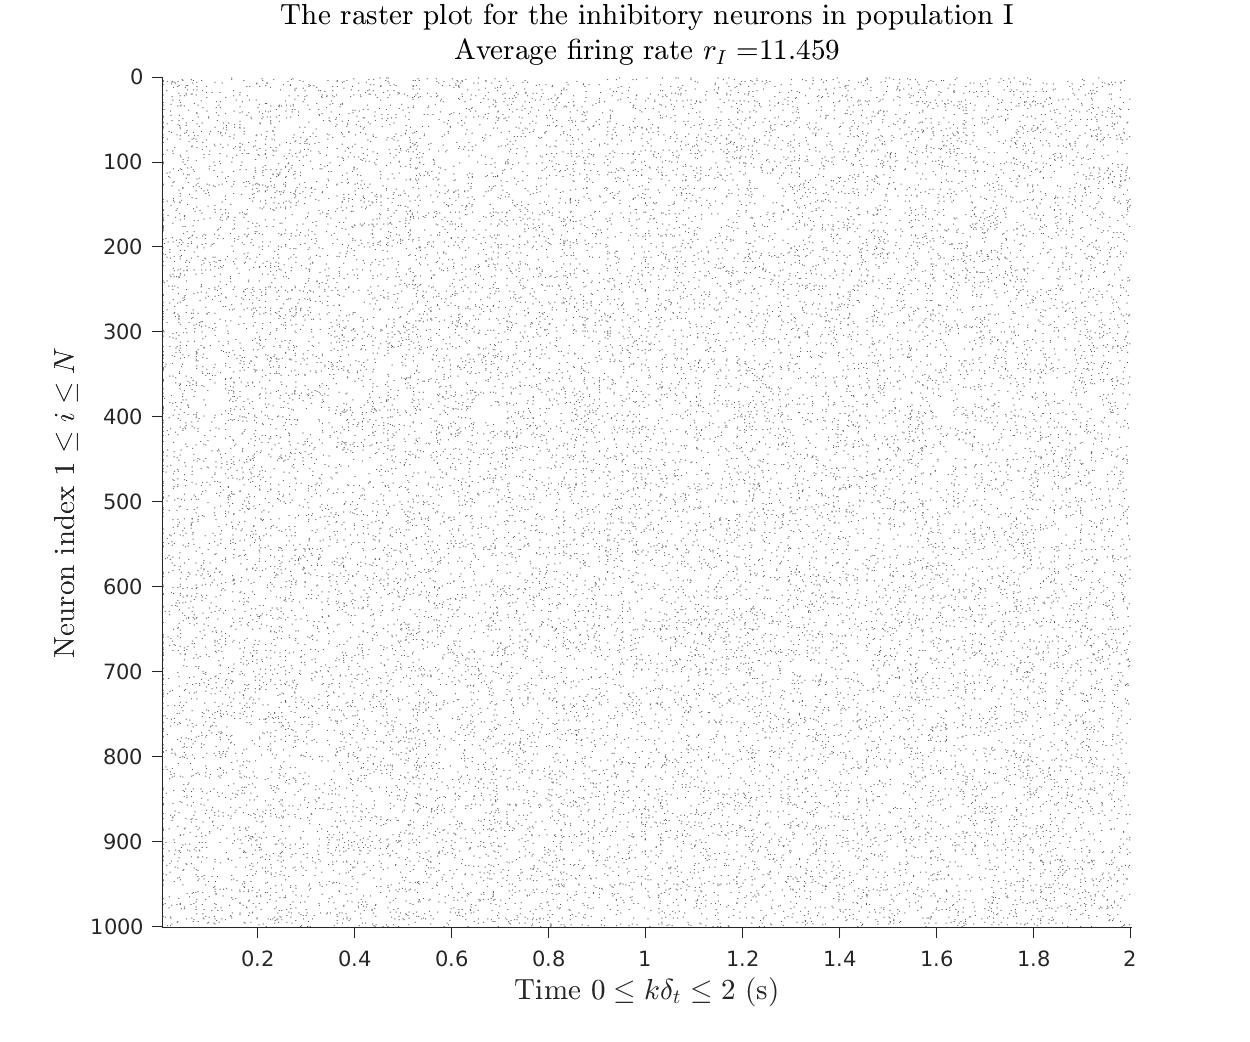 The raster plot for the inhibitory neurons in population I
Average firing rate r_I =11.459
0
100
200
300
400
500
600
700
800
900
1000
Neuron index 1 ≤ i ≤ N
0.2 0.4 0.6 0.8 1 1.2 1.4 1.6 1.8 2
Time 0 ≤ kδ_t ≤ 2 (s)